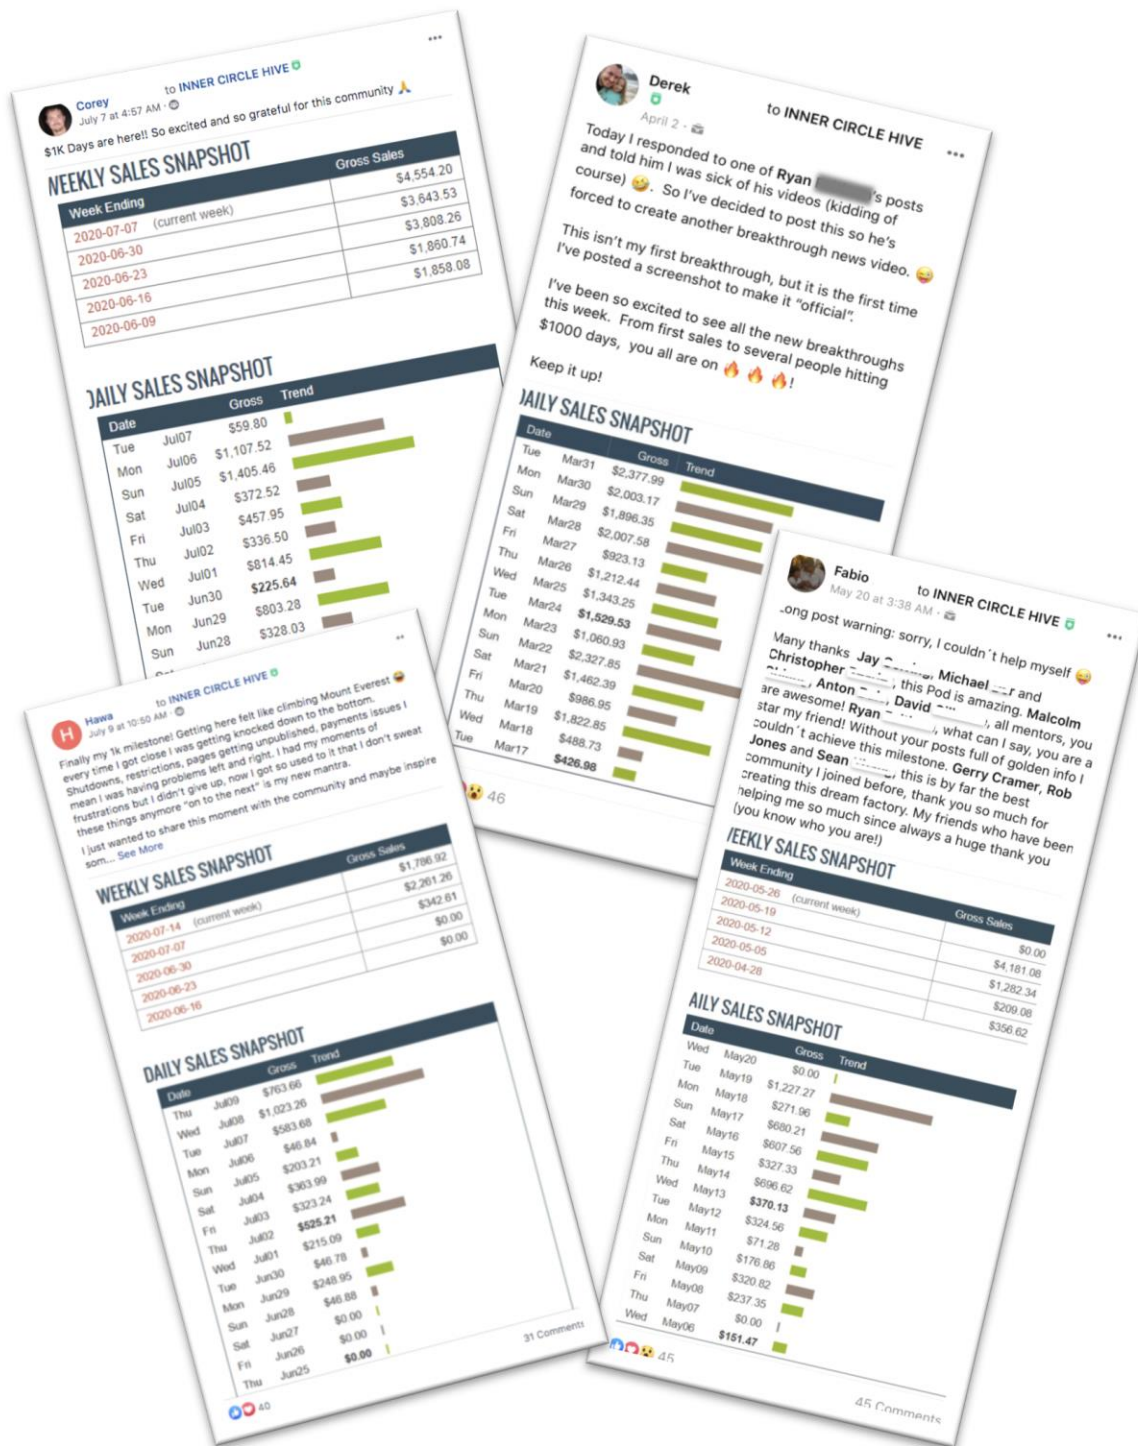 Corey to INNER CIRCLE HIVE
July 7 at 4:57 AM ·
$1K Days are here!! So excited and so grateful for this community 🙏
WEEKLY SALES SNAPSHOT
Week Ending Gross Sales
2020-07-07 (current week) $4,554.20
2020-06-30 $3,643.53
2020-06-23 $3,808.26
2020-06-16 $1,860.74
2020-06-09 $1,858.08
DAILY SALES SNAPSHOT
Date Gross Trend
Tue Jul07 $59.80
Mon Jul06 $1,107.52
Sun Jul05 $1,405.46
Sat Jul04 $372.52
Fri Jul03 $457.95
Thu Jul02 $336.50
Wed Jul01 $814.45
Tue Jun30 $225.64
Mon Jun29 $803.28
Sun Jun28 $328.03
Derek to INNER CIRCLE HIVE
April 2 ·
Today I responded to one of Ryan 's posts
and told him I was sick of his videos (kidding of
course) 🤣. So I've decided to post this so he's
forced to create another breakthrough news video. 😜
This isn't my first breakthrough, but it is the first time
I've posted a screenshot to make it "official".
I've been so excited to see all the new breakthroughs
this week. From first sales to several people hitting
$1000 days, you all are on 🔥 🔥 🔥!
Keep it up!
DAILY SALES SNAPSHOT
Date Gross Trend
Tue Mar31 $2,377.99
Mon Mar30 $2,003.17
Sun Mar29 $1,896.35
Sat Mar28 $2,007.58
Fri Mar27 $923.13
Thu Mar26 $1,212.44
Wed Mar25 $1,343.25
Tue Mar24 $1,529.53
Mon Mar23 $1,060.93
Sun Mar22 $2,327.85
Sat Mar21 $1,462.39
Fri Mar20 $986.95
Thu Mar19 $1,822.85
Wed Mar18 $488.73
Tue Mar17 $426.98
46
Hawa to INNER CIRCLE HIVE
July 9 at 10:50 AM ·
Finally my 1k milestone! Getting here felt like climbing Mount Everest 😂
every time I got close I was getting knocked down to the bottom.
Shutdowns, restrictions, pages getting unpublished, payments issues I
mean I was having problems left and right. I had my moments of
frustrations but I didn't give up, now I got so used to it that I don't sweat
these things anymore "on to the next" is my new mantra.
I just wanted to share this moment with the community and maybe inspire
som... See More
WEEKLY SALES SNAPSHOT
Week Ending Gross Sales
2020-07-14 (current week) $1,786.92
2020-07-07 $2,261.26
2020-06-30 $342.61
2020-06-23 $0.00
2020-06-16 $0.00
DAILY SALES SNAPSHOT
Date Gross Trend
Thu Jul09 $763.66
Wed Jul08 $1,023.26
Tue Jul07 $583.68
Mon Jul06 $46.84
Sun Jul05 $203.21
Sat Jul04 $363.99
Fri Jul03 $323.24
Thu Jul02 $525.21
Wed Jul01 $215.09
Tue Jun30 $46.78
Mon Jun29 $248.95
Sun Jun28 $46.88
Sat Jun27 $0.00
Fri Jun26 $0.00
Thu Jun25 $0.00
40 31 Comments
Fabio to INNER CIRCLE HIVE
May 20 at 3:38 AM ·
Long post warning: sorry, I couldn´t help myself 😜
Many thanks Jay , Michael and
Christopher , this Pod is amazing. Malcolm
, Anton , David , all mentors, you
are awesome! Ryan , what can I say, you are a
star my friend! Without your posts full of golden info I
couldn´t achieve this milestone. Gerry Cramer, Rob
Jones and Sean , this is by far the best
community I joined before, thank you so much for
creating this dream factory. My friends who have been
helping me so much since always a huge thank you
(you know who you are!)
WEEKLY SALES SNAPSHOT
Week Ending Gross Sales
2020-05-26 (current week) $0.00
2020-05-19 $4,181.08
2020-05-12 $1,282.34
2020-05-05 $209.08
2020-04-28 $356.62
AILY SALES SNAPSHOT
Date Gross Trend
Wed May20 $0.00
Tue May19 $1,227.27
Mon May18 $271.96
Sun May17 $680.21
Sat May16 $607.56
Fri May15 $327.33
Thu May14 $696.62
Wed May13 $370.13
Tue May12 $324.56
Mon May11 $71.28
Sun May10 $176.86
Sat May09 $320.82
Fri May08 $237.35
Thu May07 $0.00
Wed May06 $151.47
45 45 Comments